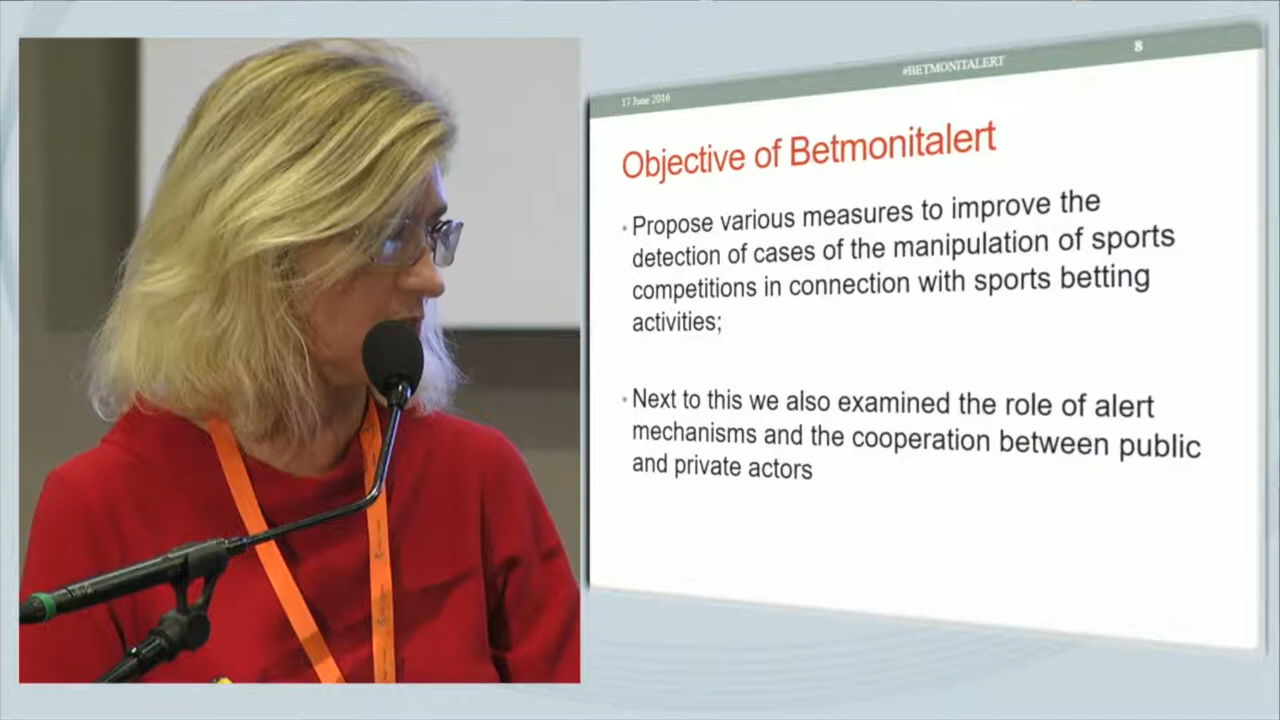 17 June 2016
#BETMONITALERT
8
Objective of Betmonitalert
Propose various measures to improve the
detection of cases of the manipulation of sports
competitions in connection with sports betting
activities;
Next to this we also examined the role of alert
mechanisms and the cooperation between public
and private actors